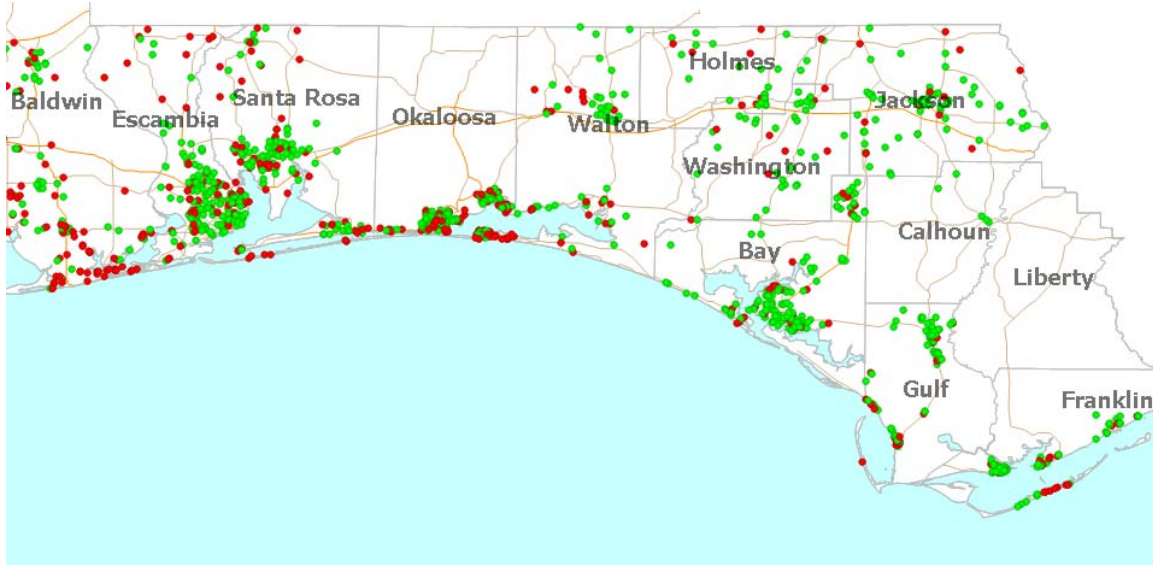 Baldwin
Escambia
Santa Rosa
Okaloosa
Walton
Holmes
Jackson
Washington
Calhoun
Bay
Liberty
Gulf
Franklin